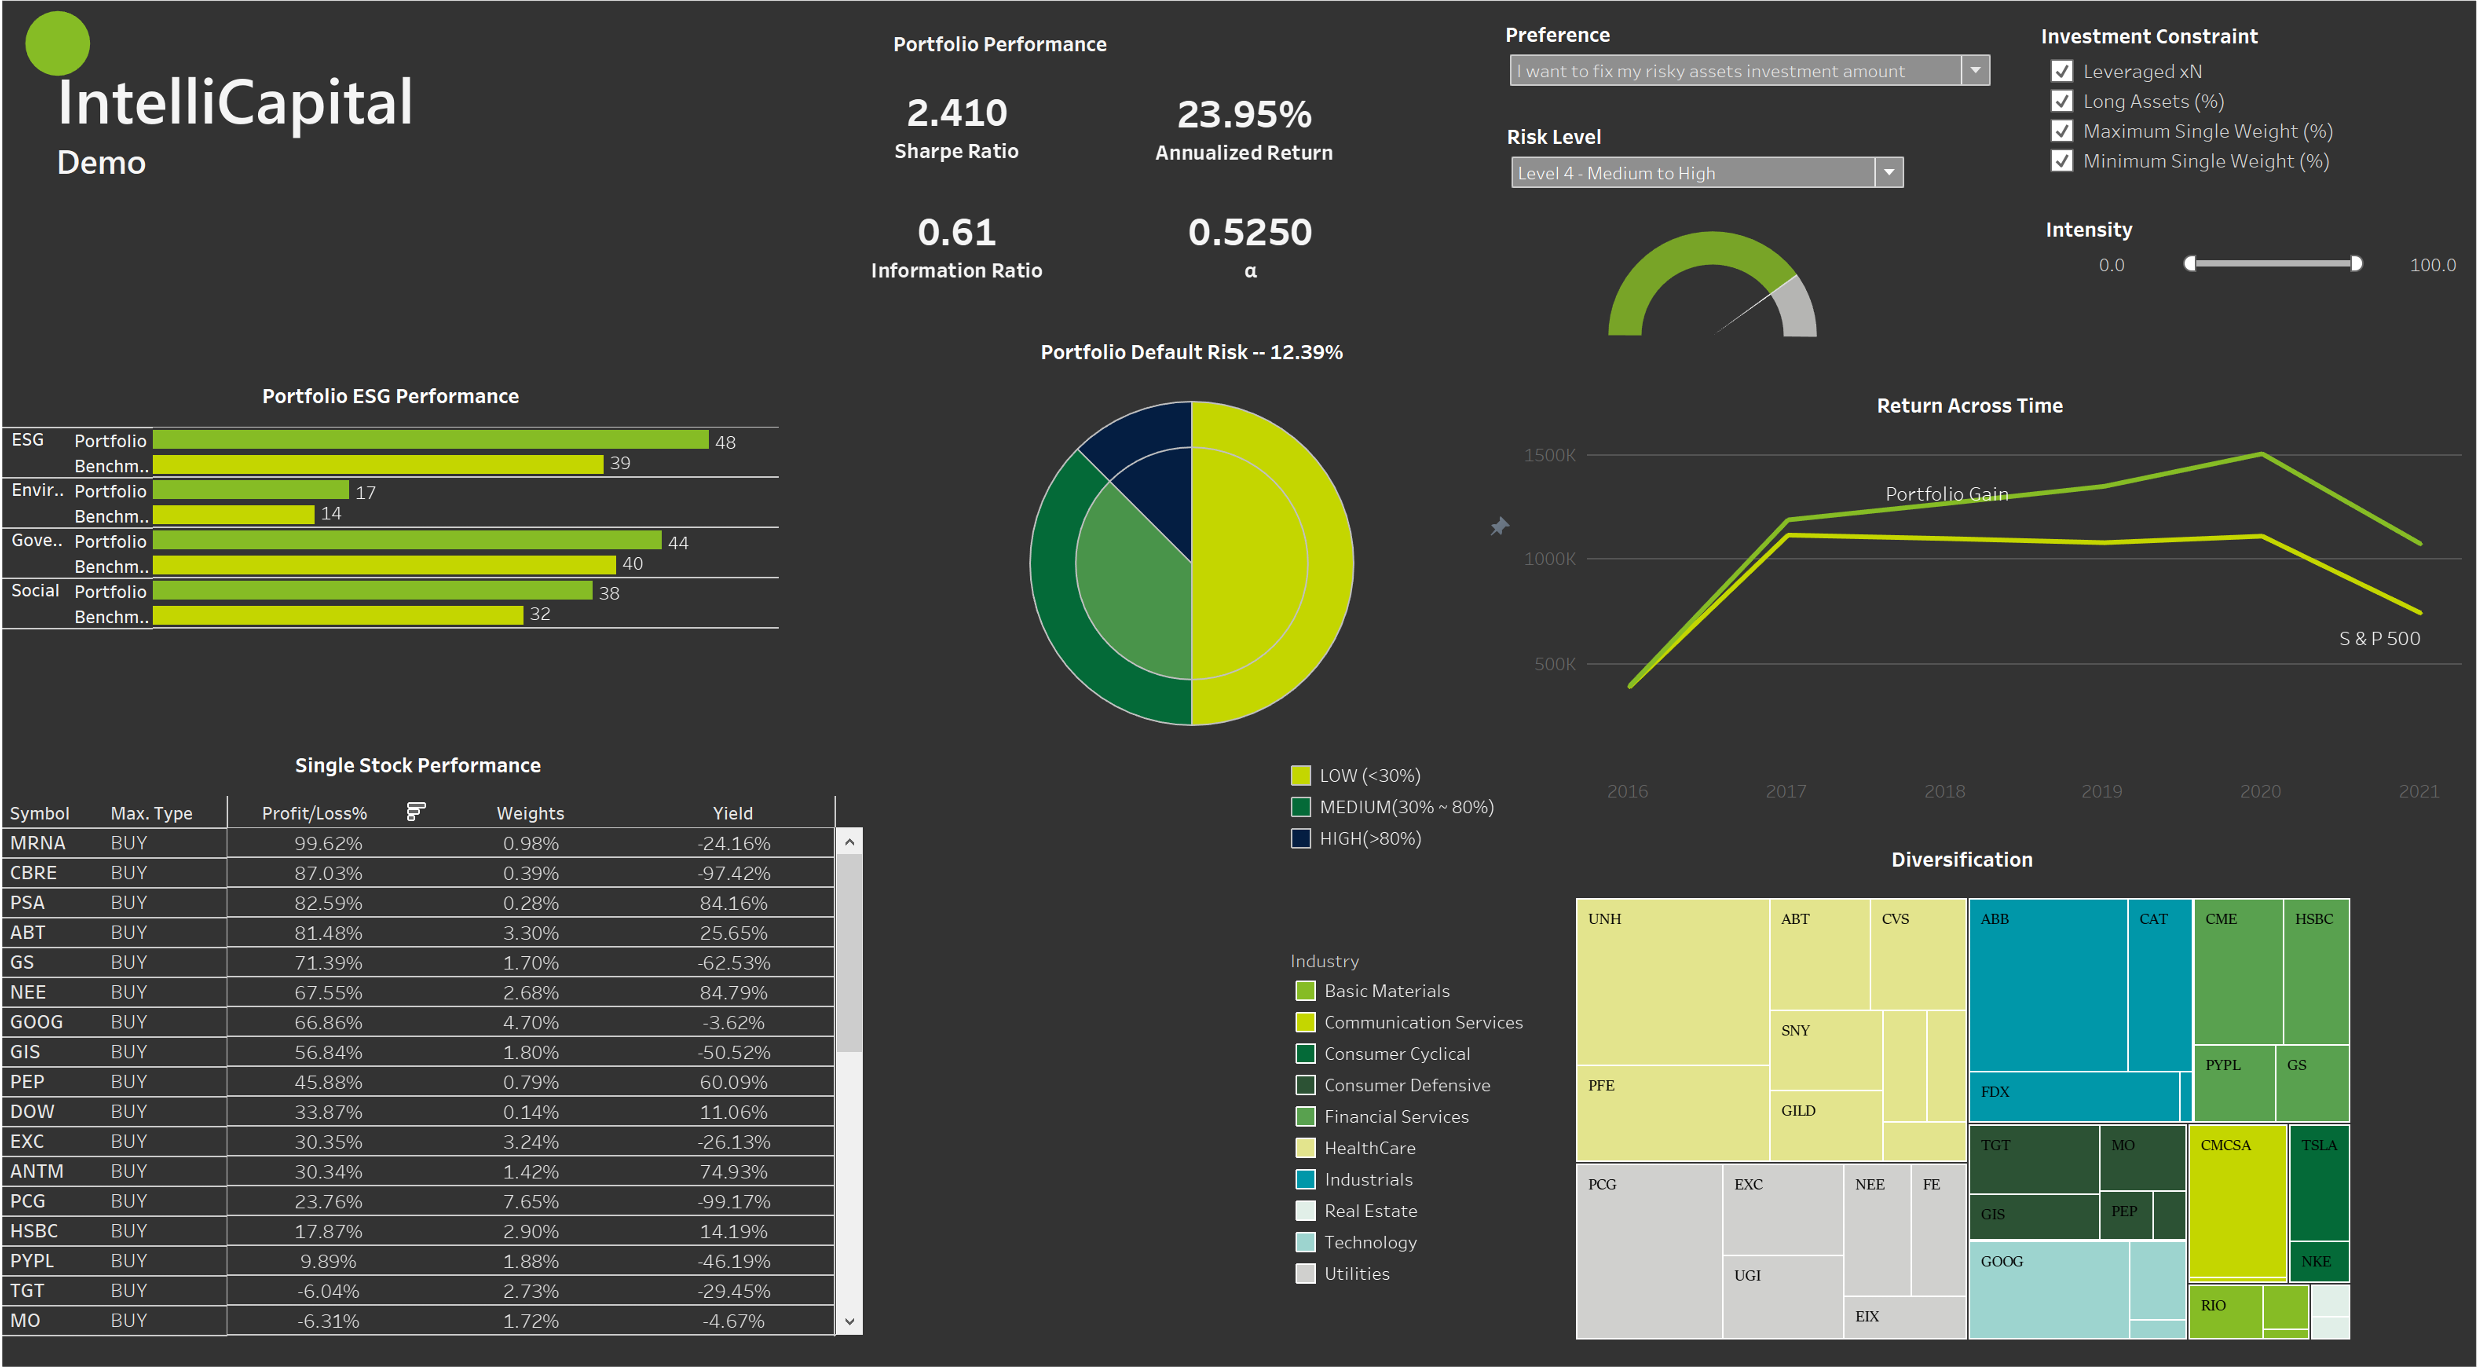 IntelliCapital
Demo
Portfolio Performance
2.410
Sharpe Ratio
23.95%
Annualized Return
0.61
Information Ratio
0.5250
α
Preference
I want to fix my risky assets investment amount
Risk Level
Level 4 - Medium to High
Investment Constraint
Leveraged xN
Long Assets (%)
Maximum Single Weight (%)
Minimum Single Weight (%)
Intensity
0.0 100.0
Portfolio ESG Performance
ESG Portfolio 48
Benchm.. 39
Envir.. Portfolio 17
Benchm.. 14
Gove.. Portfolio 44
Benchm.. 40
Social Portfolio 38
Benchm.. 32
Portfolio Default Risk -- 12.39%
LOW (<30%)
MEDIUM(30% ~ 80%)
HIGH(>80%)
Return Across Time
1500K
1000K
500K
Portfolio Gain
S & P 500
2016 2017 2018 2019 2020 2021
Single Stock Performance
Symbol Max. Type Profit/Loss% Weights Yield
MRNA BUY 99.62% 0.98% -24.16%
CBRE BUY 87.03% 0.39% -97.42%
PSA BUY 82.59% 0.28% 84.16%
ABT BUY 81.48% 3.30% 25.65%
GS BUY 71.39% 1.70% -62.53%
NEE BUY 67.55% 2.68% 84.79%
GOOG BUY 66.86% 4.70% -3.62%
GIS BUY 56.84% 1.80% -50.52%
PEP BUY 45.88% 0.79% 60.09%
DOW BUY 33.87% 0.14% 11.06%
EXC BUY 30.35% 3.24% -26.13%
ANTM BUY 30.34% 1.42% 74.93%
PCG BUY 23.76% 7.65% -99.17%
HSBC BUY 17.87% 2.90% 14.19%
PYPL BUY 9.89% 1.88% -46.19%
TGT BUY -6.04% 2.73% -29.45%
MO BUY -6.31% 1.72% -4.67%
Industry
Basic Materials
Communication Services
Consumer Cyclical
Consumer Defensive
Financial Services
HealthCare
Industrials
Real Estate
Technology
Utilities
Diversification
UNH ABT CVS ABB CAT CME HSBC
SNY
PYPL GS
PFE
FDX
GILD
TGT MO CMCSA TSLA
PCG EXC NEE FE
GIS PEP
GOOG NKE
UGI
RIO
EIX